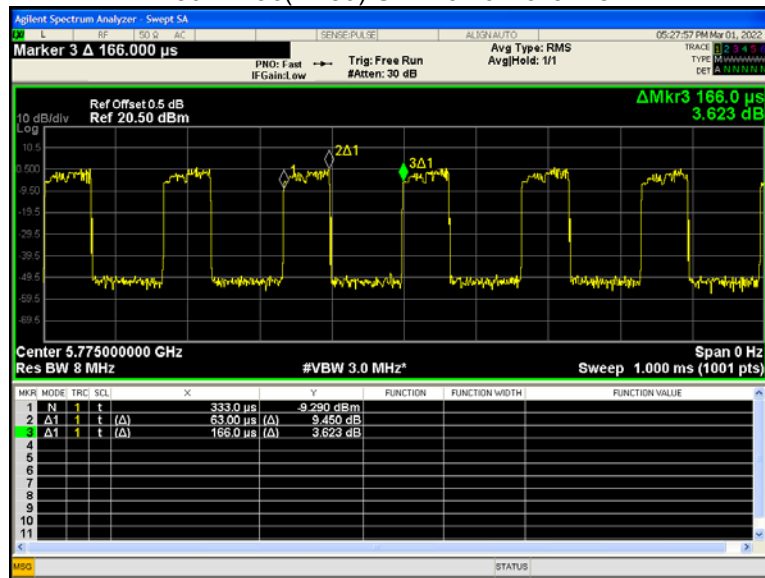 Agilent Spectrum Analyzer - Swept SA
L RF 50 Ω AC SENSE:PULSE ALIGNAUTO 05:27:57 PM Mar 01, 2022
Marker 3 Δ 166.000 µs
PNO: Fast Trig: Free Run Avg Type: RMS TRACE 1 2 3 4 5 6
IFGain:Low #Atten: 30 dB Avg|Hold: 1/1 TYPE M
DET A N N N N N
ΔMkr3 166.0 µs
3.623 dB
Ref Offset 0.5 dB
10 dB/div Ref 20.50 dBm
Log
10.5
0.500
-9.50
-19.5
-29.5
-39.5
-49.5
-59.5
-69.5
1
2Δ1
3Δ1
Center 5.775000000 GHz Span 0 Hz
Res BW 8 MHz #VBW 3.0 MHz* Sweep 1.000 ms (1001 pts)
MKR MODE TRC SCL X Y FUNCTION FUNCTION WIDTH FUNCTION VALUE
1 N 1 t 333.0 µs -9.290 dBm
2 Δ1 1 t (Δ) 63.00 µs (Δ) 9.450 dB
3 Δ1 1 t (Δ) 166.0 µs (Δ) 3.623 dB
4
5
6
7
8
9
10
11
MSG STATUS